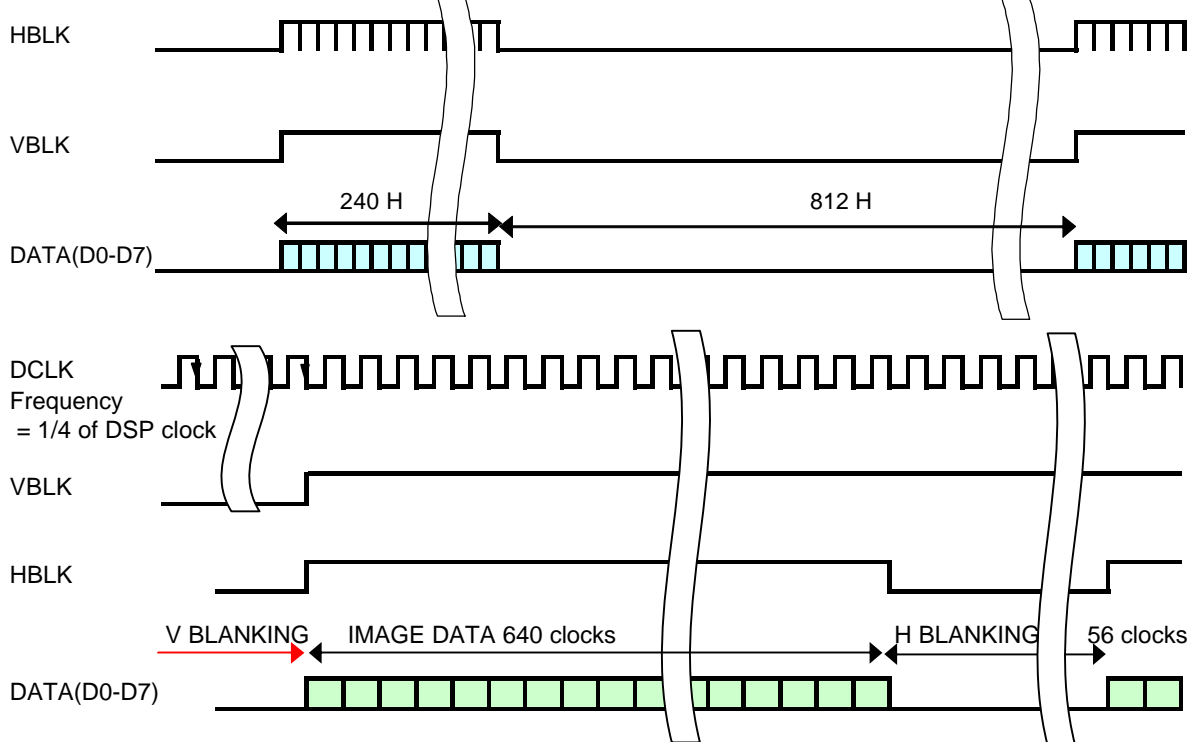 HBLK
VBLK
240 H
812 H
DATA(D0-D7)
DCLK
Frequency
= 1/4 of DSP clock
VBLK
HBLK
V BLANKING
IMAGE DATA 640 clocks
H BLANKING
56 clocks
DATA(D0-D7)